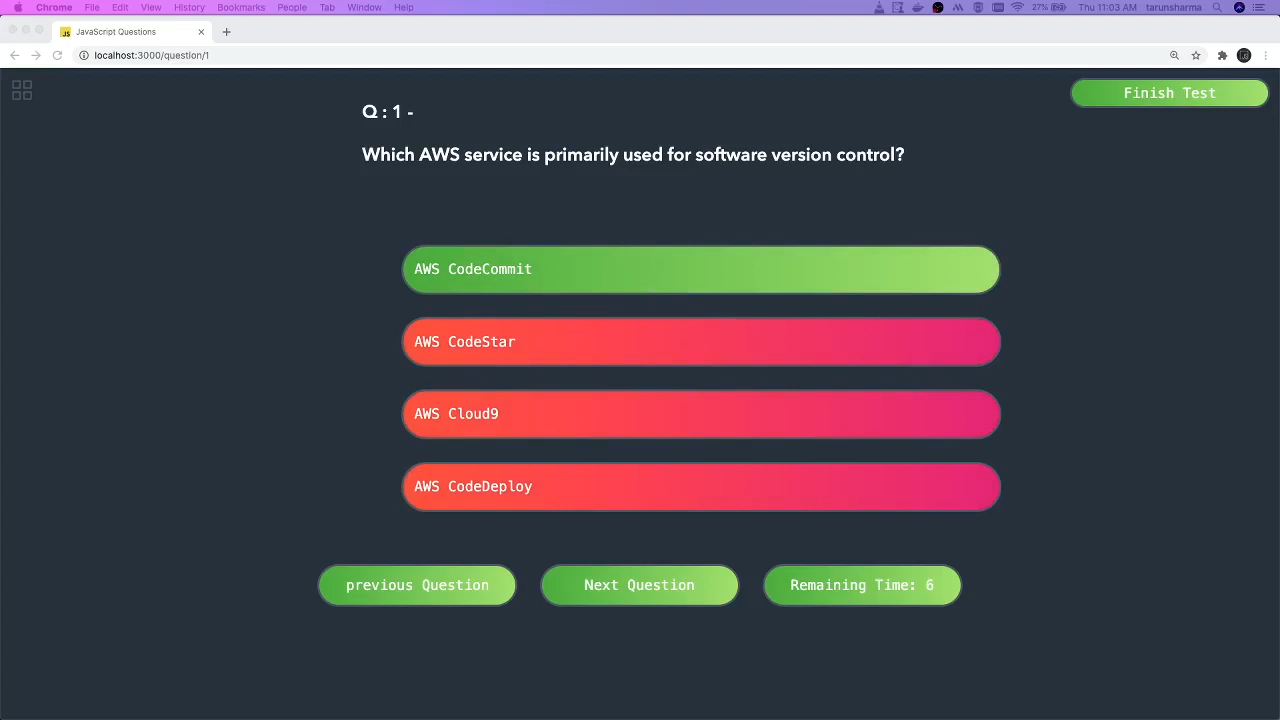 Chrome File Edit View History Bookmarks People Tab Window Help 27% Thu 11:03 AM tarunsharma
JS JavaScript Questions
localhost:3000/question/1
Finish Test
Q : 1 -
Which AWS service is primarily used for software version control?
AWS CodeCommit
AWS CodeStar
AWS Cloud9
AWS CodeDeploy
previous Question Next Question Remaining Time: 6